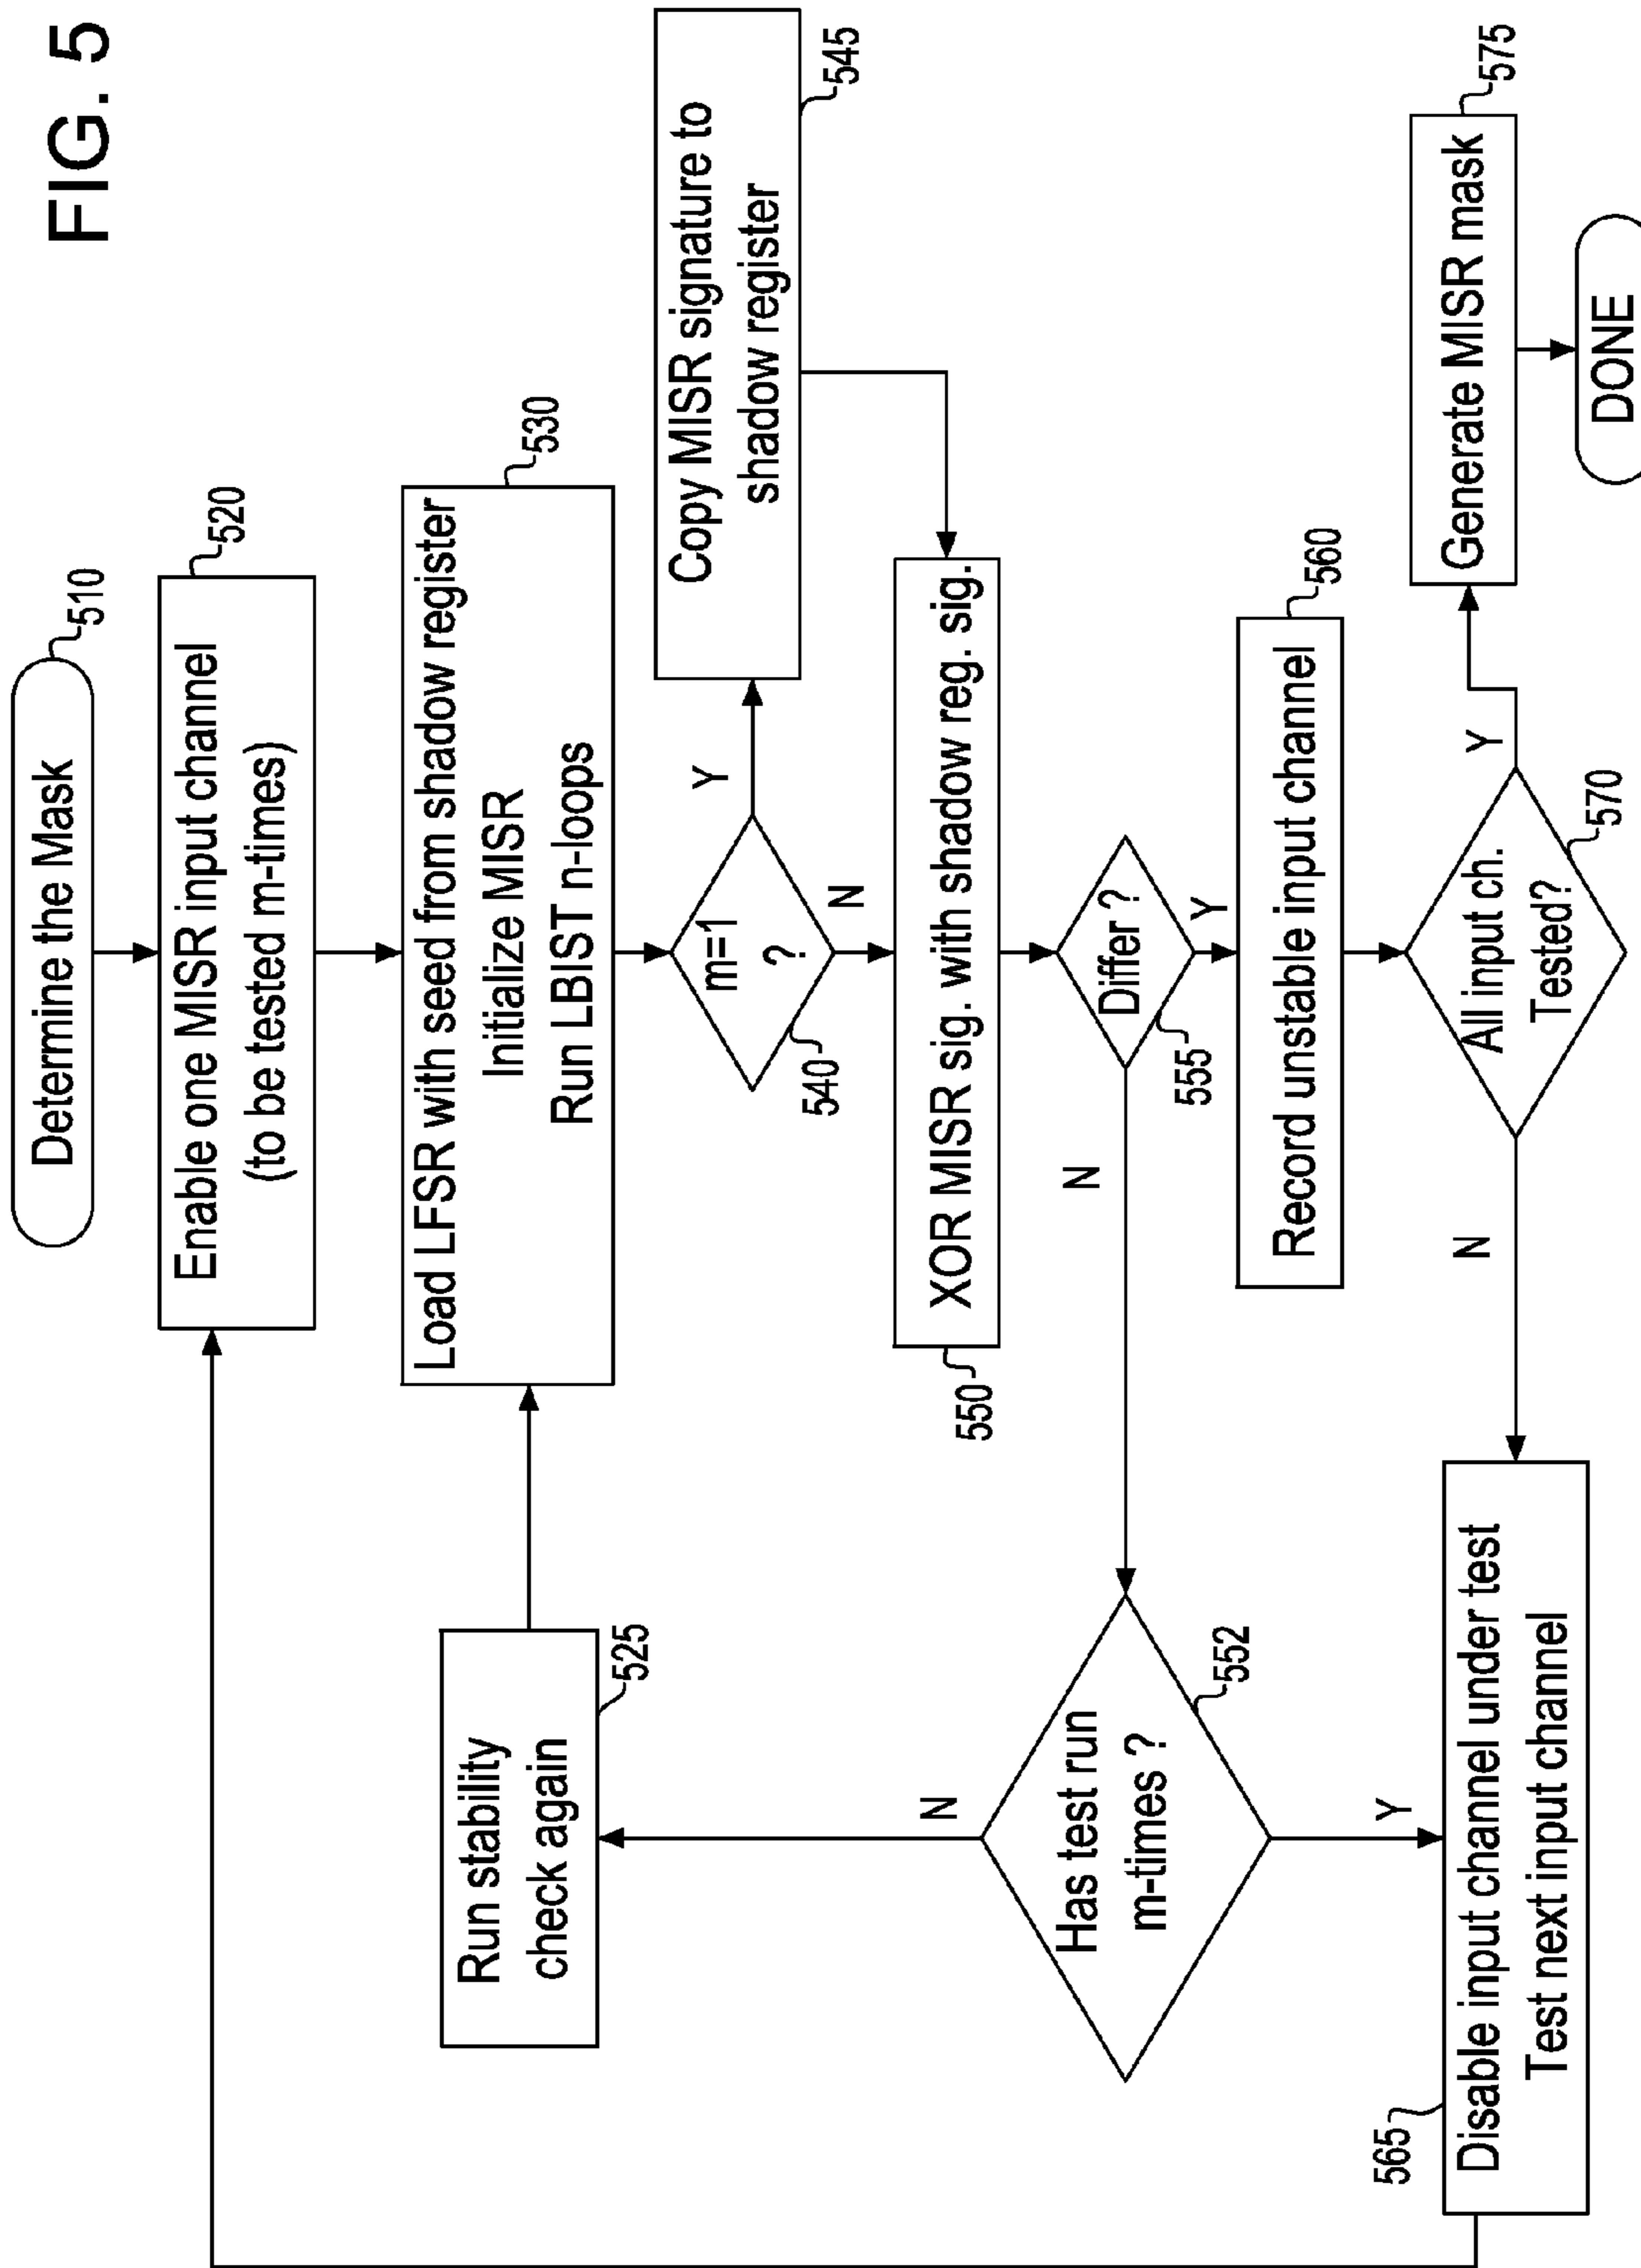 FIG. 5
Determine the Mask
510
Enable one MISR input channel
(to be tested m-times)
520
Run stability
check again
525
Load LFSR with seed from shadow register
Initialize MISR
Run LBIST n-loops
530
m=1
?
540
Y
N
Copy MISR signature to
shadow register
545
XOR MISR sig. with shadow reg. sig.
550
Differ ?
555
N
Y
Has test run
m-times ?
552
N
Y
Record unstable input channel
560
All input ch.
Tested?
570
N
Y
Disable input channel under test
Test next input channel
565
Generate MISR mask
575
DONE